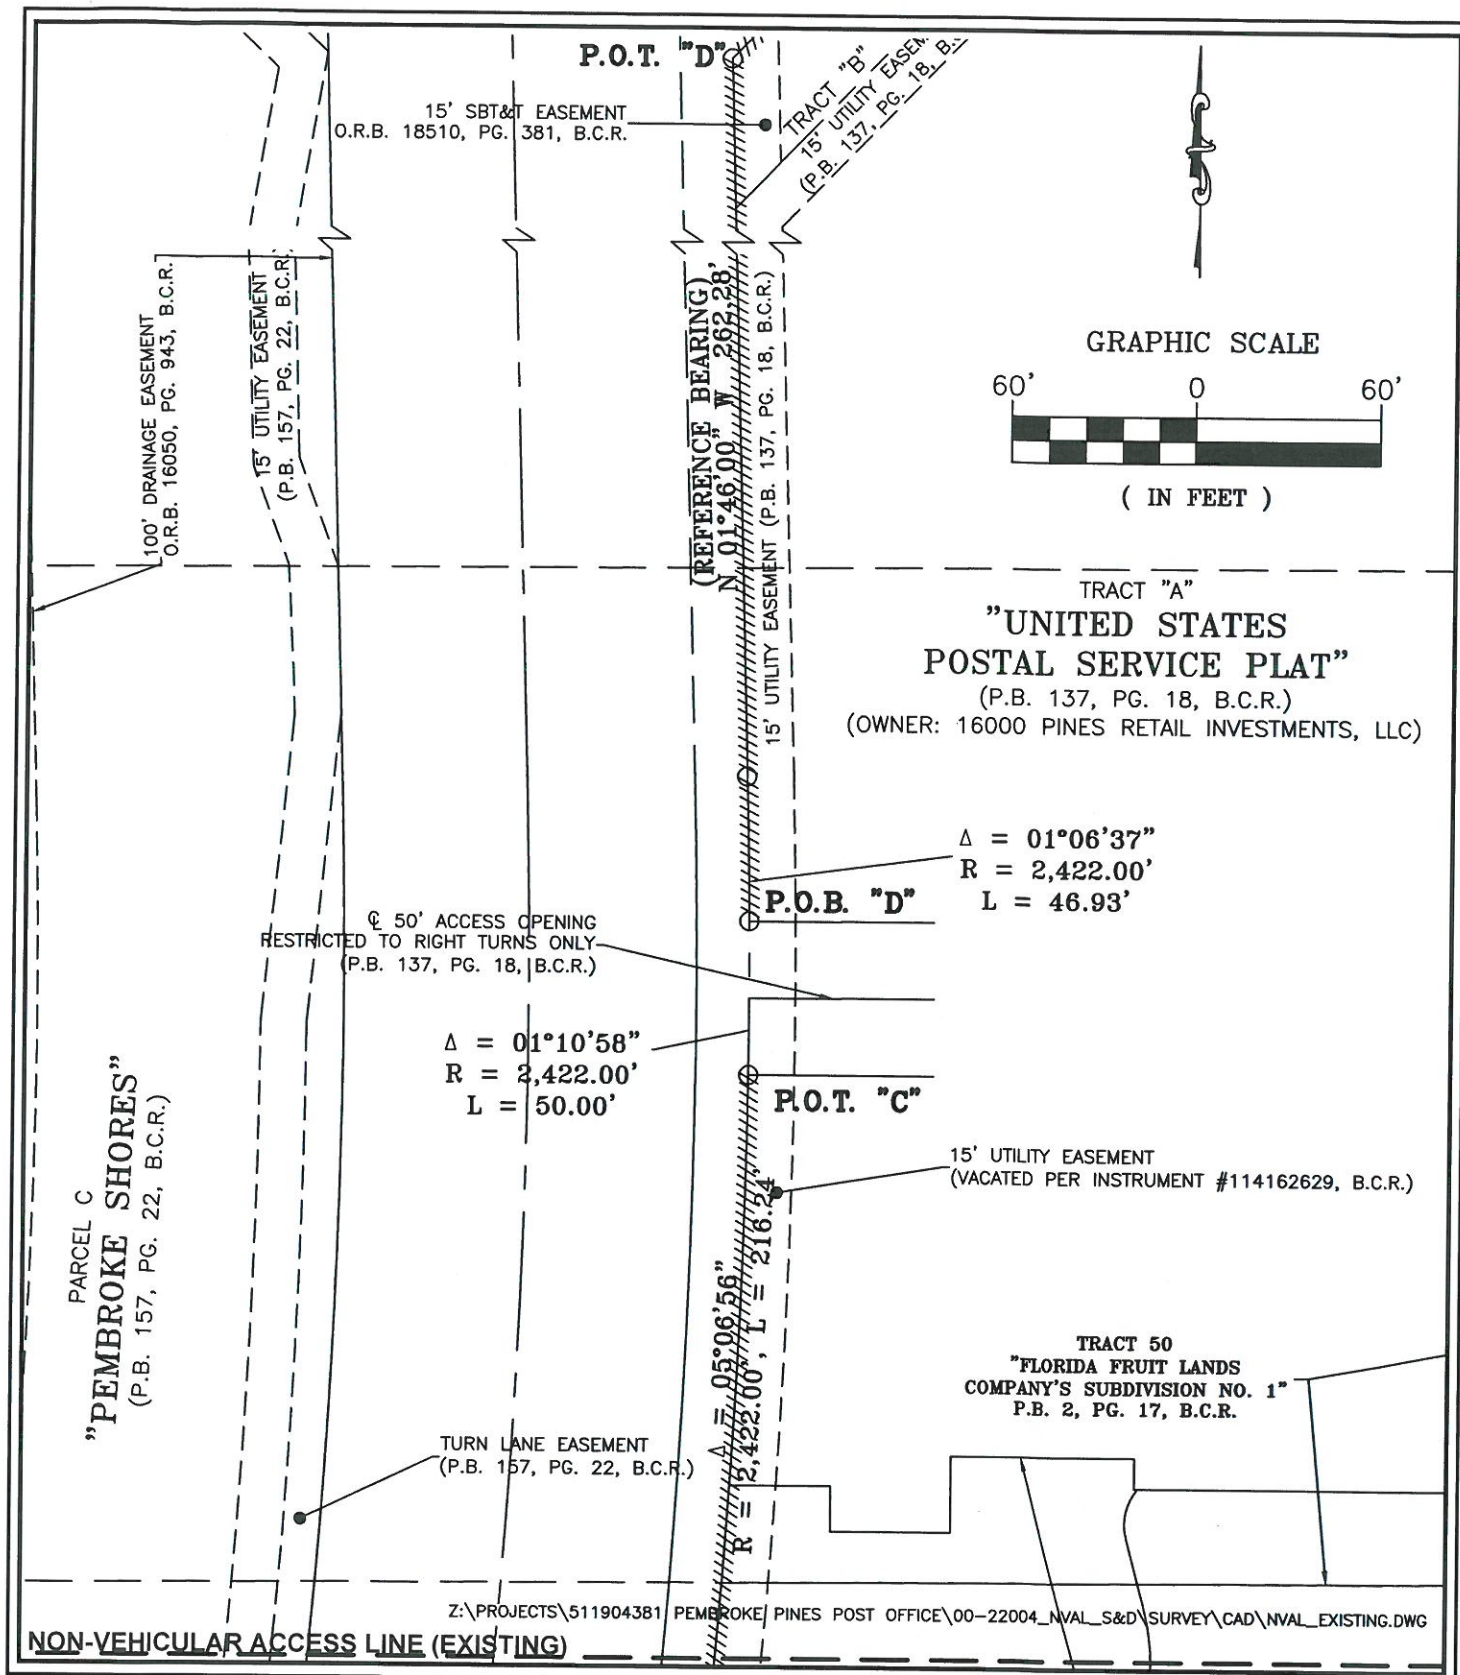 P.O.T. "D"
15' SBT&T EASEMENT
O.R.B. 18510, PG. 381, B.C.R.
TRACT "B"
15' UTILITY EASEM
(P.B. 137, PG. 18, B.C.
100' DRAINAGE EASEMENT
O.R.B. 16050, PG. 943, B.C.R.
15' UTILITY EASEMENT
(P.B. 157, PG. 22, B.C.R.)
(REFERENCE BEARING)
N 01°46'00" W 262.28'
15' UTILITY EASEMENT (P.B. 137, PG. 18, B.C.R.)
GRAPHIC SCALE
60' 0 60'
( IN FEET )
TRACT "A"
"UNITED STATES
POSTAL SERVICE PLAT"
(P.B. 137, PG. 18, B.C.R.)
(OWNER: 16000 PINES RETAIL INVESTMENTS, LLC)
Δ = 01°06'37"
R = 2,422.00'
L = 46.93'
P.O.B. "D"
℄ 50' ACCESS OPENING
RESTRICTED TO RIGHT TURNS ONLY
(P.B. 137, PG. 18, B.C.R.)
Δ = 01°10'58"
R = 2,422.00'
L = 50.00'
P.O.T. "C"
15' UTILITY EASEMENT
(VACATED PER INSTRUMENT #114162629, B.C.R.)
PARCEL C
"PEMBROKE SHORES"
(P.B. 157, PG. 22, B.C.R.)
Δ = 05°06'56"
R = 2,422.00', L = 216.24'
TRACT 50
"FLORIDA FRUIT LANDS
COMPANY'S SUBDIVISION NO. 1"
P.B. 2, PG. 17, B.C.R.
TURN LANE EASEMENT
(P.B. 157, PG. 22, B.C.R.)
Z:\PROJECTS\511904381 PEMBROKE PINES POST OFFICE\00-22004_NVAL_S&D\SURVEY\CAD\NVAL_EXISTING.DWG
NON-VEHICULAR ACCESS LINE (EXISTING)